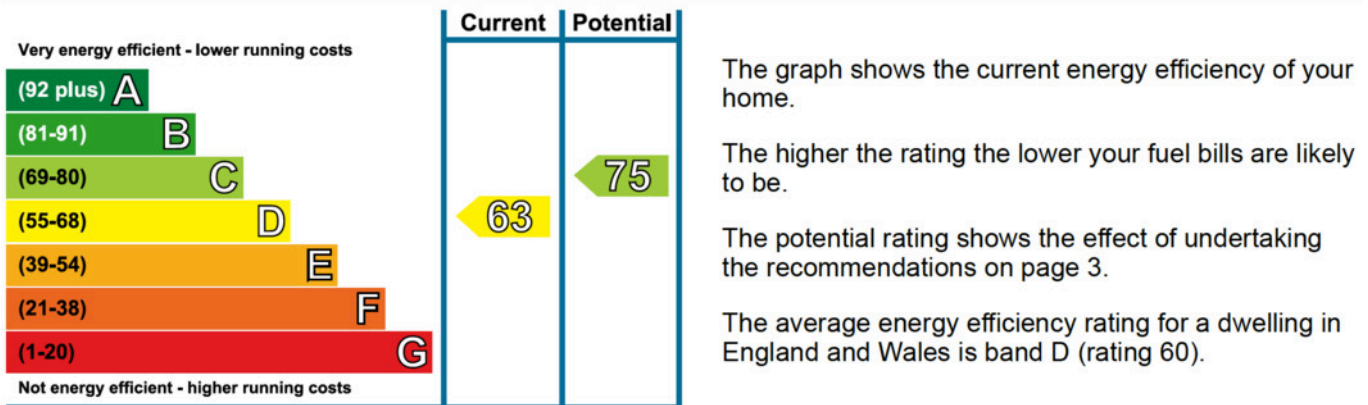 Current Potential
Very energy efficient - lower running costs
(92 plus) A
(81-91) B
(69-80) C
75
(55-68) D
63
(39-54) E
(21-38) F
(1-20) G
Not energy efficient - higher running costs
The graph shows the current energy efficiency of your
home.
The higher the rating the lower your fuel bills are likely
to be.
The potential rating shows the effect of undertaking
the recommendations on page 3.
The average energy efficiency rating for a dwelling in
England and Wales is band D (rating 60).